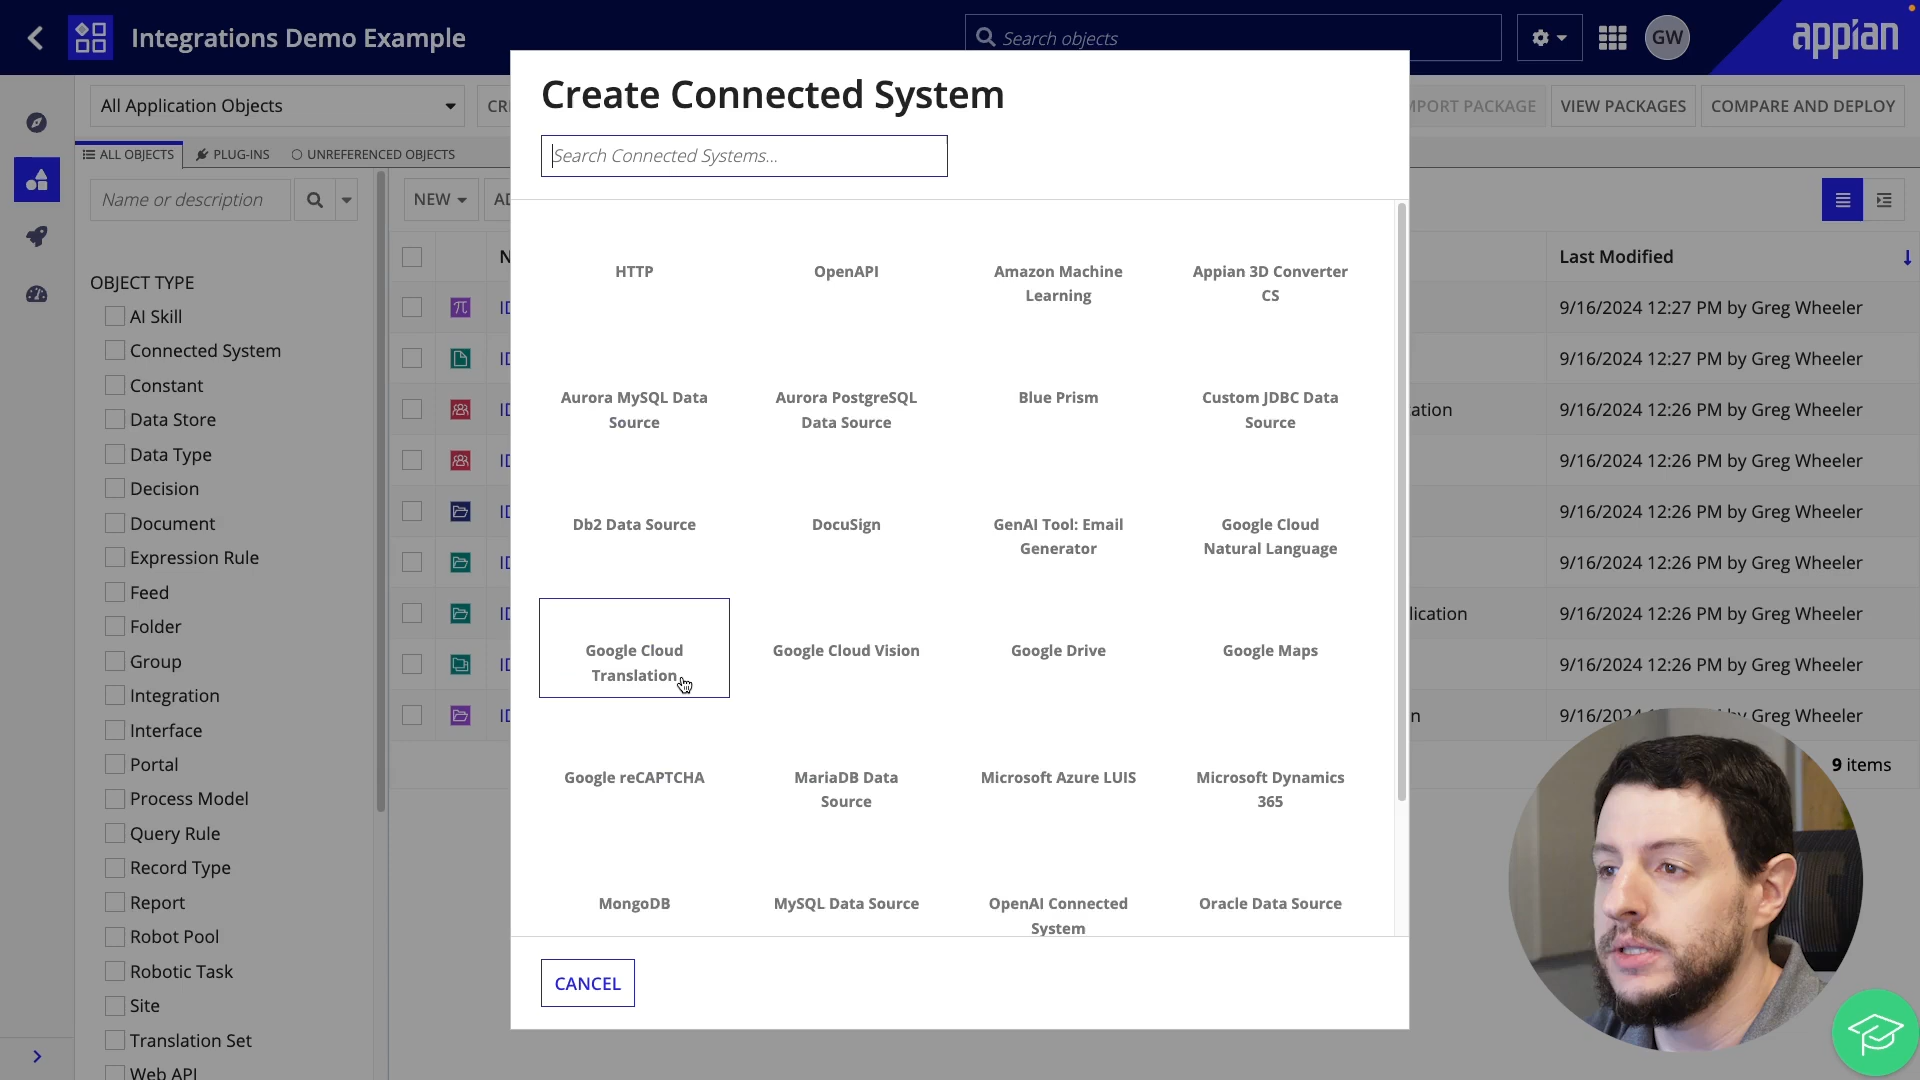 Integrations Demo Example
Search objects
GW
appian
All Application Objects
VIEW PACKAGES
COMPARE AND DEPLOY
ALL OBJECTS
PLUG-INS
UNREFERENCED OBJECTS
Name or description
NEW
OBJECT TYPE
AI Skill
Connected System
Constant
Data Store
Data Type
Decision
Document
Expression Rule
Feed
Folder
Group
Integration
Interface
Portal
Process Model
Query Rule
Record Type
Report
Robot Pool
Robotic Task
Site
Translation Set
Web API
Create Connected System
Search Connected Systems...
HTTP
OpenAPI
Amazon Machine
Learning
Appian 3D Converter
CS
Aurora MySQL Data
Source
Aurora PostgreSQL
Data Source
Blue Prism
Custom JDBC Data
Source
Db2 Data Source
DocuSign
GenAI Tool: Email
Generator
Google Cloud
Natural Language
Google Cloud
Translation
Google Cloud Vision
Google Drive
Google Maps
Google reCAPTCHA
MariaDB Data
Source
Microsoft Azure LUIS
Microsoft Dynamics
365
MongoDB
MySQL Data Source
OpenAI Connected
System
Oracle Data Source
CANCEL
Last Modified
9/16/2024 12:27 PM by Greg Wheeler
9/16/2024 12:27 PM by Greg Wheeler
9/16/2024 12:26 PM by Greg Wheeler
9/16/2024 12:26 PM by Greg Wheeler
9/16/2024 12:26 PM by Greg Wheeler
9/16/2024 12:26 PM by Greg Wheeler
9/16/2024 12:26 PM by Greg Wheeler
9/16/2024 12:26 PM by Greg Wheeler
Greg Wheeler
9 items